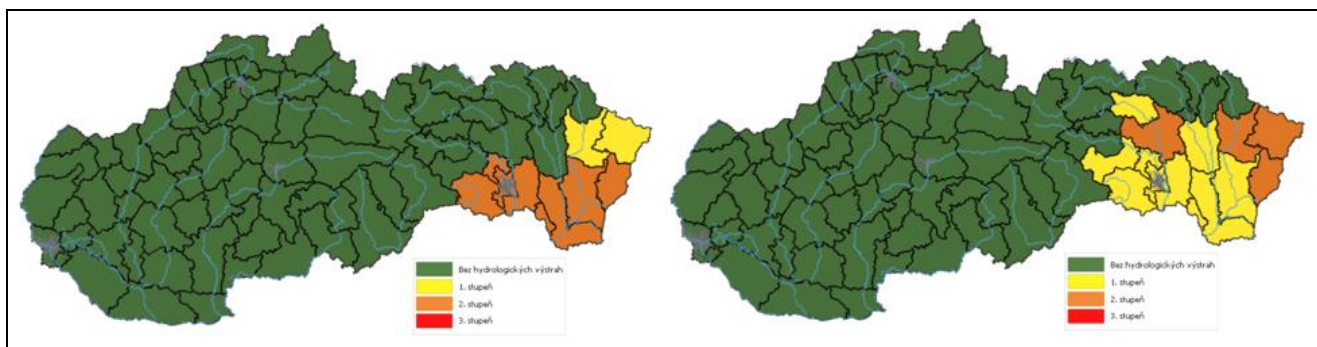 Bez hydrologických výstrah
1. stupeň
2. stupeň
3. stupeň
Bez hydrologických výstrah
1. stupeň
2. stupeň
3. stupeň